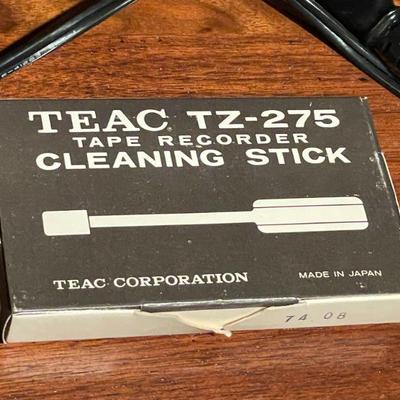 TEAC TZ-275
TAPE RECORDER
CLEANING STICK
TEAC CORPORATION MADE IN JAPAN
74 08